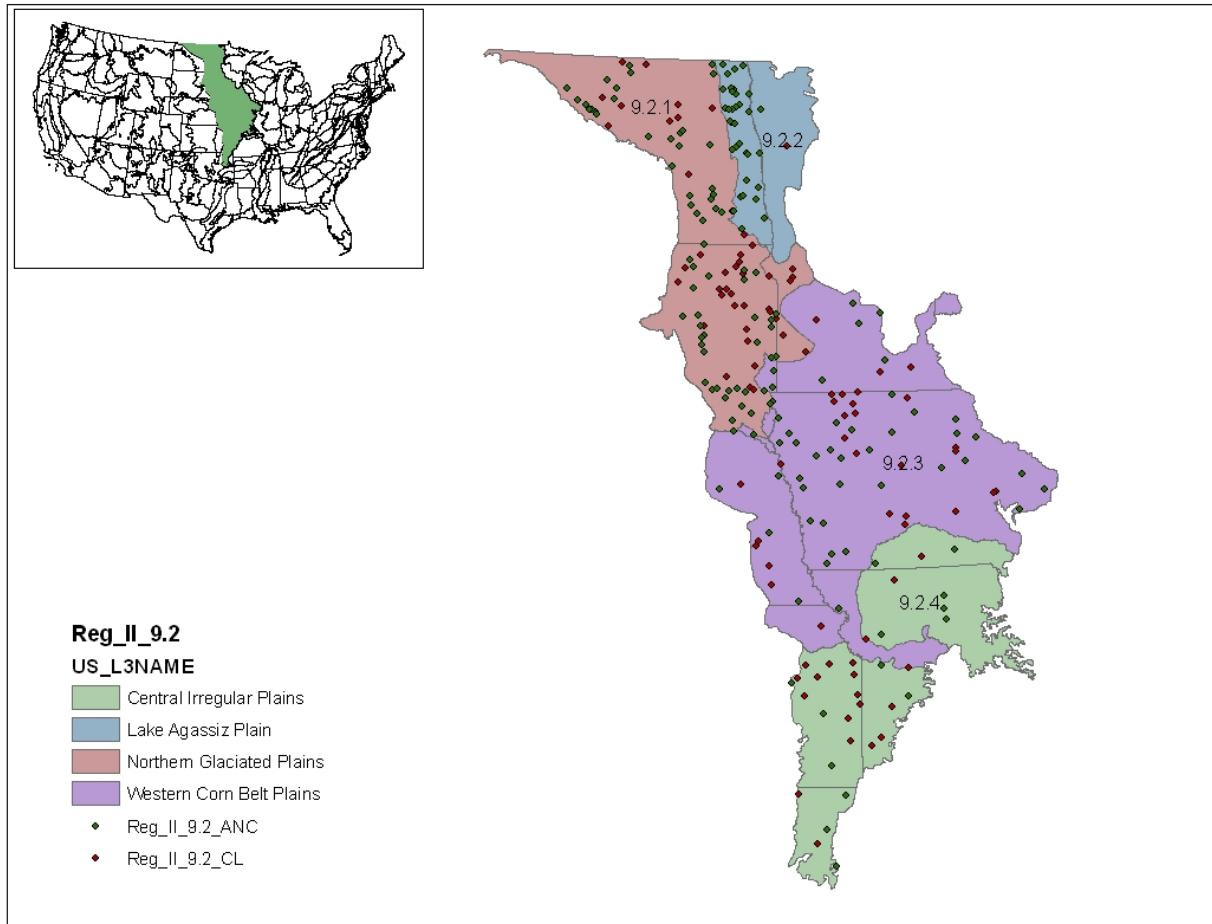 9.2.1
9.2.2
9.2.3
9.2.4
Reg_II_9.2
US_L3NAME
Central Irregular Plains
Lake Agassiz Plain
Northern Glaciated Plains
Western Corn Belt Plains
Reg_II_9.2_ANC
Reg_II_9.2_CL